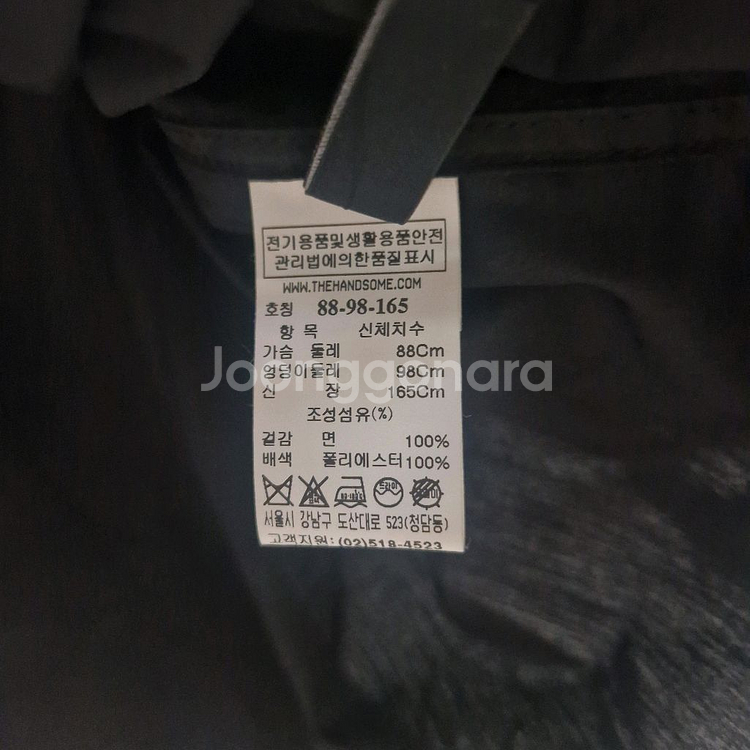 전기용품및생활용품안전
관리법에의한품질표시
WWW.THEHANDSOME.COM
호칭 88-98-165
항 목 신체치수
가슴 둘레 88Cm
엉덩이둘레 98Cm
신 장 165Cm
Joonggonara
조성섬유(%)
겉감 면 100%
배색 폴리에스터 100%
드라이
서울시 강남구 도산대로 523(청담동)
고객지원:(02)518-4523